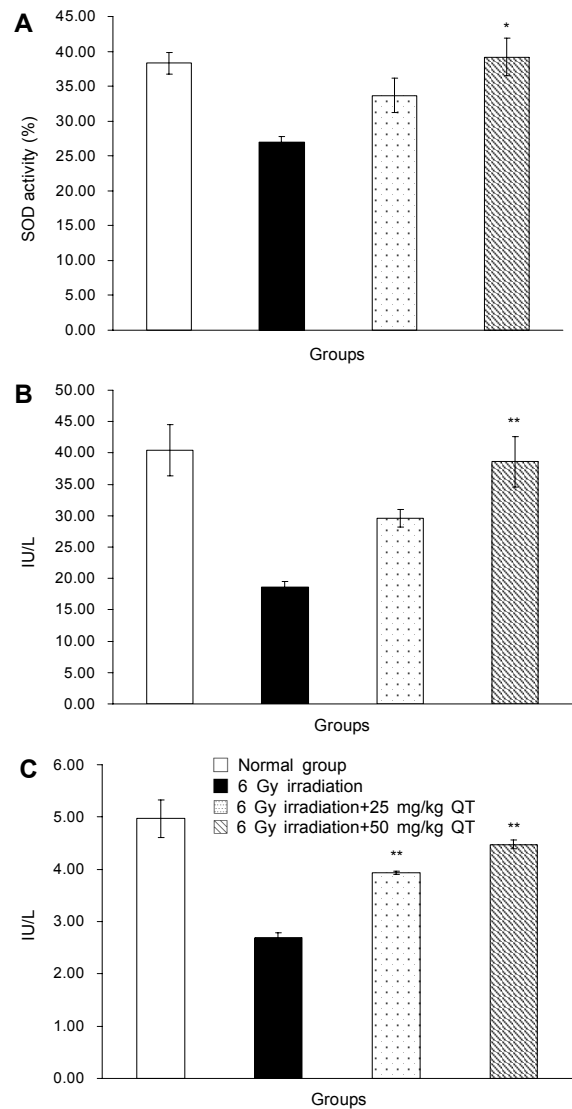 A
45.00
40.00
35.00
30.00
25.00
20.00
15.00
10.00
5.00
0.00
SOD activity (%)
*
Groups
B
50.00
45.00
40.00
35.00
30.00
25.00
20.00
15.00
10.00
5.00
0.00
IU/L
**
Groups
C
6.00
5.00
4.00
3.00
2.00
1.00
0.00
IU/L
Normal group
6 Gy irradiation
6 Gy irradiation+25 mg/kg QT
6 Gy irradiation+50 mg/kg QT
**
**
Groups